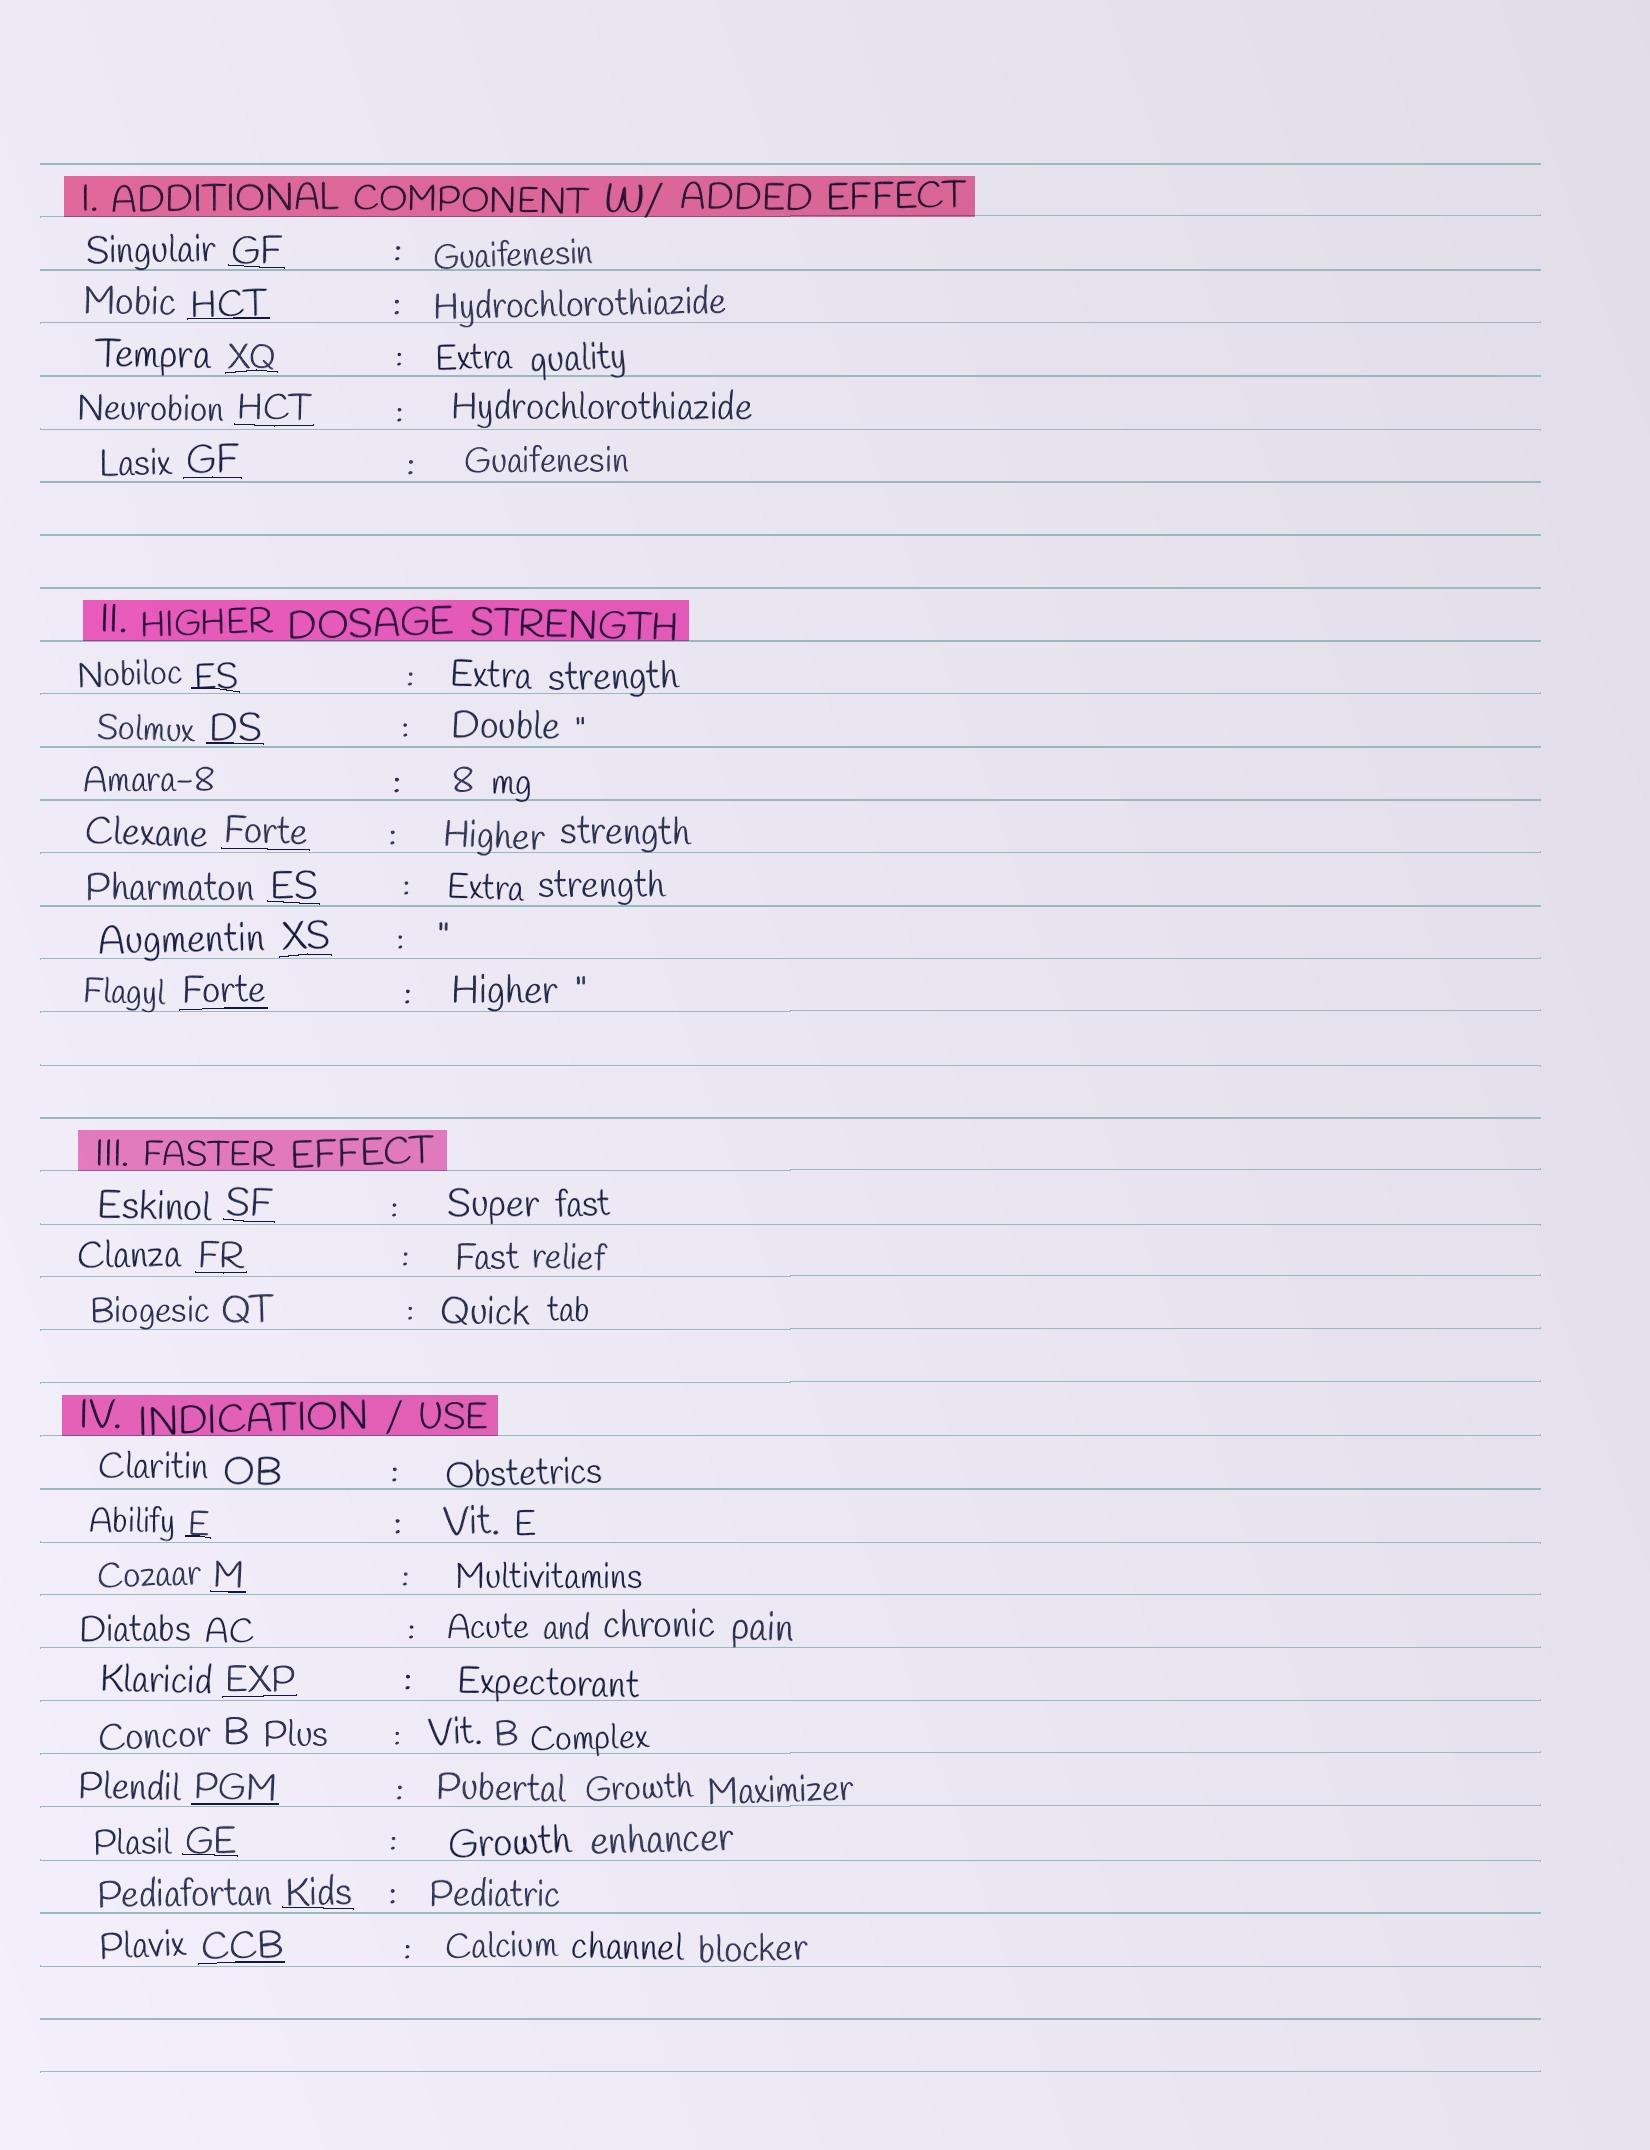 I. ADDITIONAL COMPONENT W/ ADDED EFFECT
Singulair GF : Guaifenesin
Mobic HCT : Hydrochlorothiazide
Tempra XQ : Extra quality
Neurobion HCT : Hydrochlorothiazide
Lasix GF : Guaifenesin
II. HIGHER DOSAGE STRENGTH
Nobiloc ES : Extra strength
Solmux DS : Double "
Amara-8 : 8 mg
Clexane Forte : Higher strength
Pharmaton ES : Extra strength
Augmentin XS : "
Flagyl Forte : Higher "
III. FASTER EFFECT
Eskinol SF : Super fast
Clanza FR : Fast relief
Biogesic QT : Quick tab
IV. INDICATION / USE
Claritin OB : Obstetrics
Abilify E : Vit. E
Cozaar M : Multivitamins
Diatabs AC : Acute and chronic pain
Klaricid EXP : Expectorant
Concor B Plus : Vit. B Complex
Plendil PGM : Pubertal Growth Maximizer
Plasil GE : Growth enhancer
Pediafortan Kids : Pediatric
Plavix CCB : Calcium channel blocker